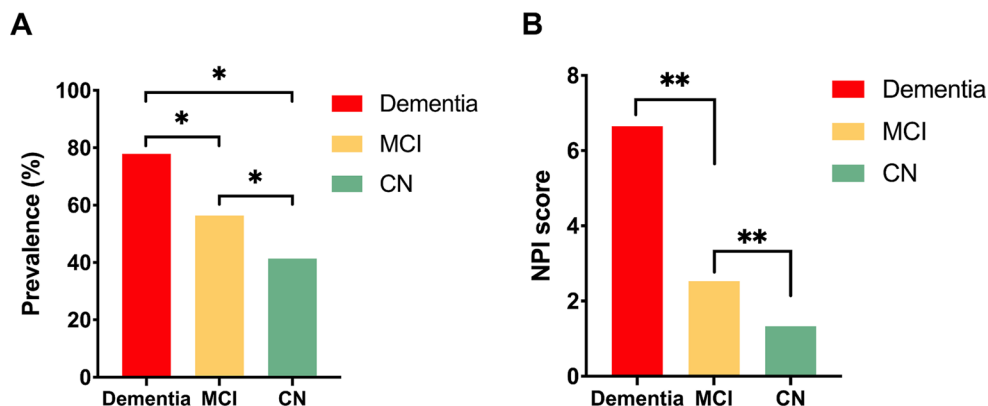 A
Prevalence (%)
100
80
60
40
20
0
*
*
*
Dementia MCI CN
Dementia
MCI
CN
B
NPI score
8
6
4
2
0
**
**
Dementia MCI CN
Dementia
MCI
CN